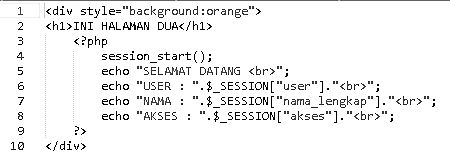 1 <div style="background:orange">
2 <h1>INI HALAMAN DUA</h1>
3 <?php
4 session_start();
5 echo "SELAMAT DATANG <br>";
6 echo "USER : ".$_SESSION["user"]."<br>";
7 echo "NAMA : ".$_SESSION["nama_lengkap"]."<br>";
8 echo "AKSES : ".$_SESSION["akses"]."<br>";
9 ?>
10 </div>